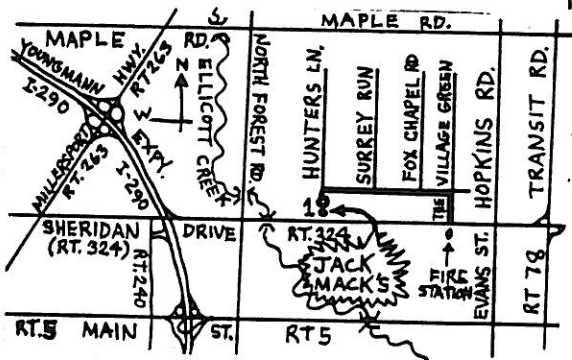 MAPLE RD.
MAPLE RD.
YOUNGMANN
I-290
EXPY.
I-290
MILLERSPORT HWY.
RT. 263
RT 263
N
W
ELLICOTT CREEK
NORTH FOREST RD.
HUNTERS LN.
SURREY RUN
FOX CHAPEL RD
THE VILLAGE GREEN
HOPKINS RD.
TRANSIT RD.
1
SHERIDAN DRIVE
(RT. 324)
RT. 324
JACK
MACK'S
FIRE
STATION
EVANS ST.
RT 78
RT. 240
RT. 5 MAIN ST. RT 5